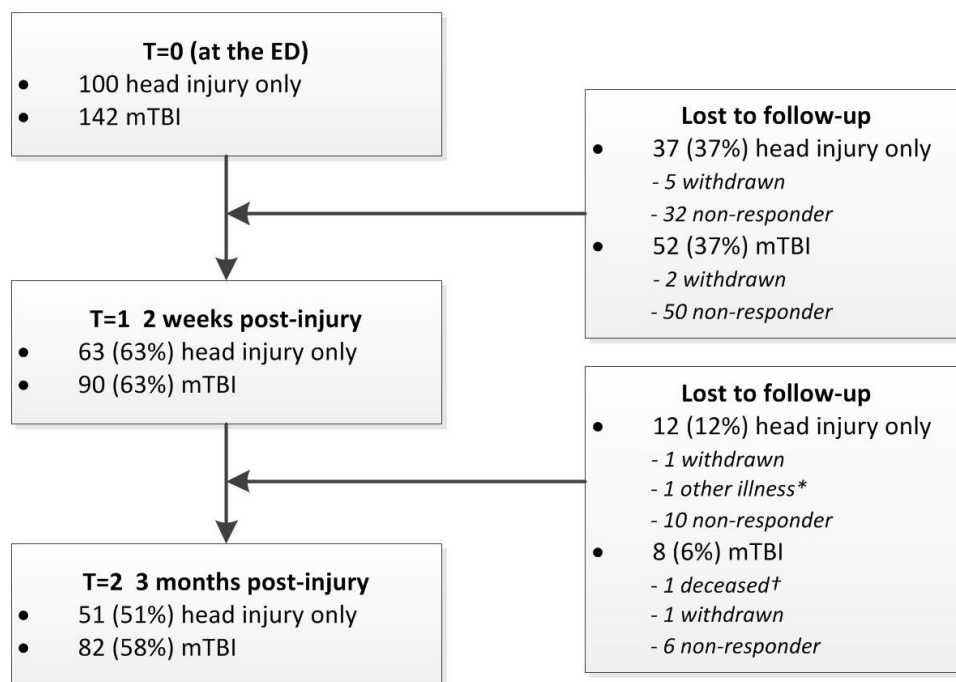 T=0 (at the ED)
• 100 head injury only
• 142 mTBI
Lost to follow-up
• 37 (37%) head injury only
- 5 withdrawn
- 32 non-responder
• 52 (37%) mTBI
- 2 withdrawn
- 50 non-responder
T=1 2 weeks post-injury
• 63 (63%) head injury only
• 90 (63%) mTBI
Lost to follow-up
• 12 (12%) head injury only
- 1 withdrawn
- 1 other illness*
- 10 non-responder
• 8 (6%) mTBI
- 1 deceased†
- 1 withdrawn
- 6 non-responder
T=2 3 months post-injury
• 51 (51%) head injury only
• 82 (58%) mTBI